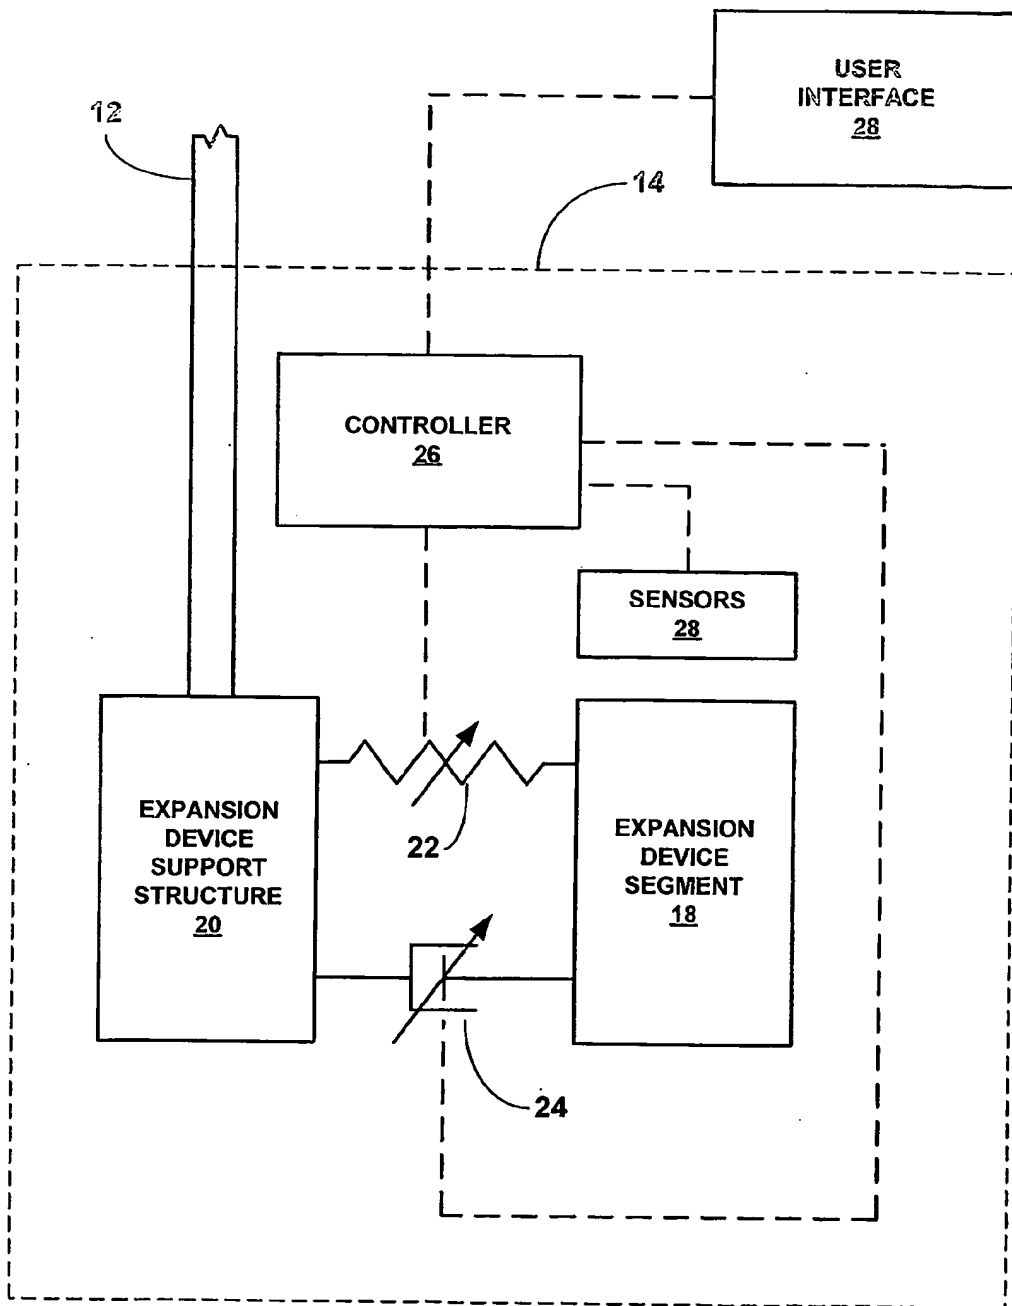 USER
INTERFACE
28
12
14
CONTROLLER
26
SENSORS
28
EXPANSION
DEVICE
SUPPORT
STRUCTURE
20
22
EXPANSION
DEVICE
SEGMENT
18
24